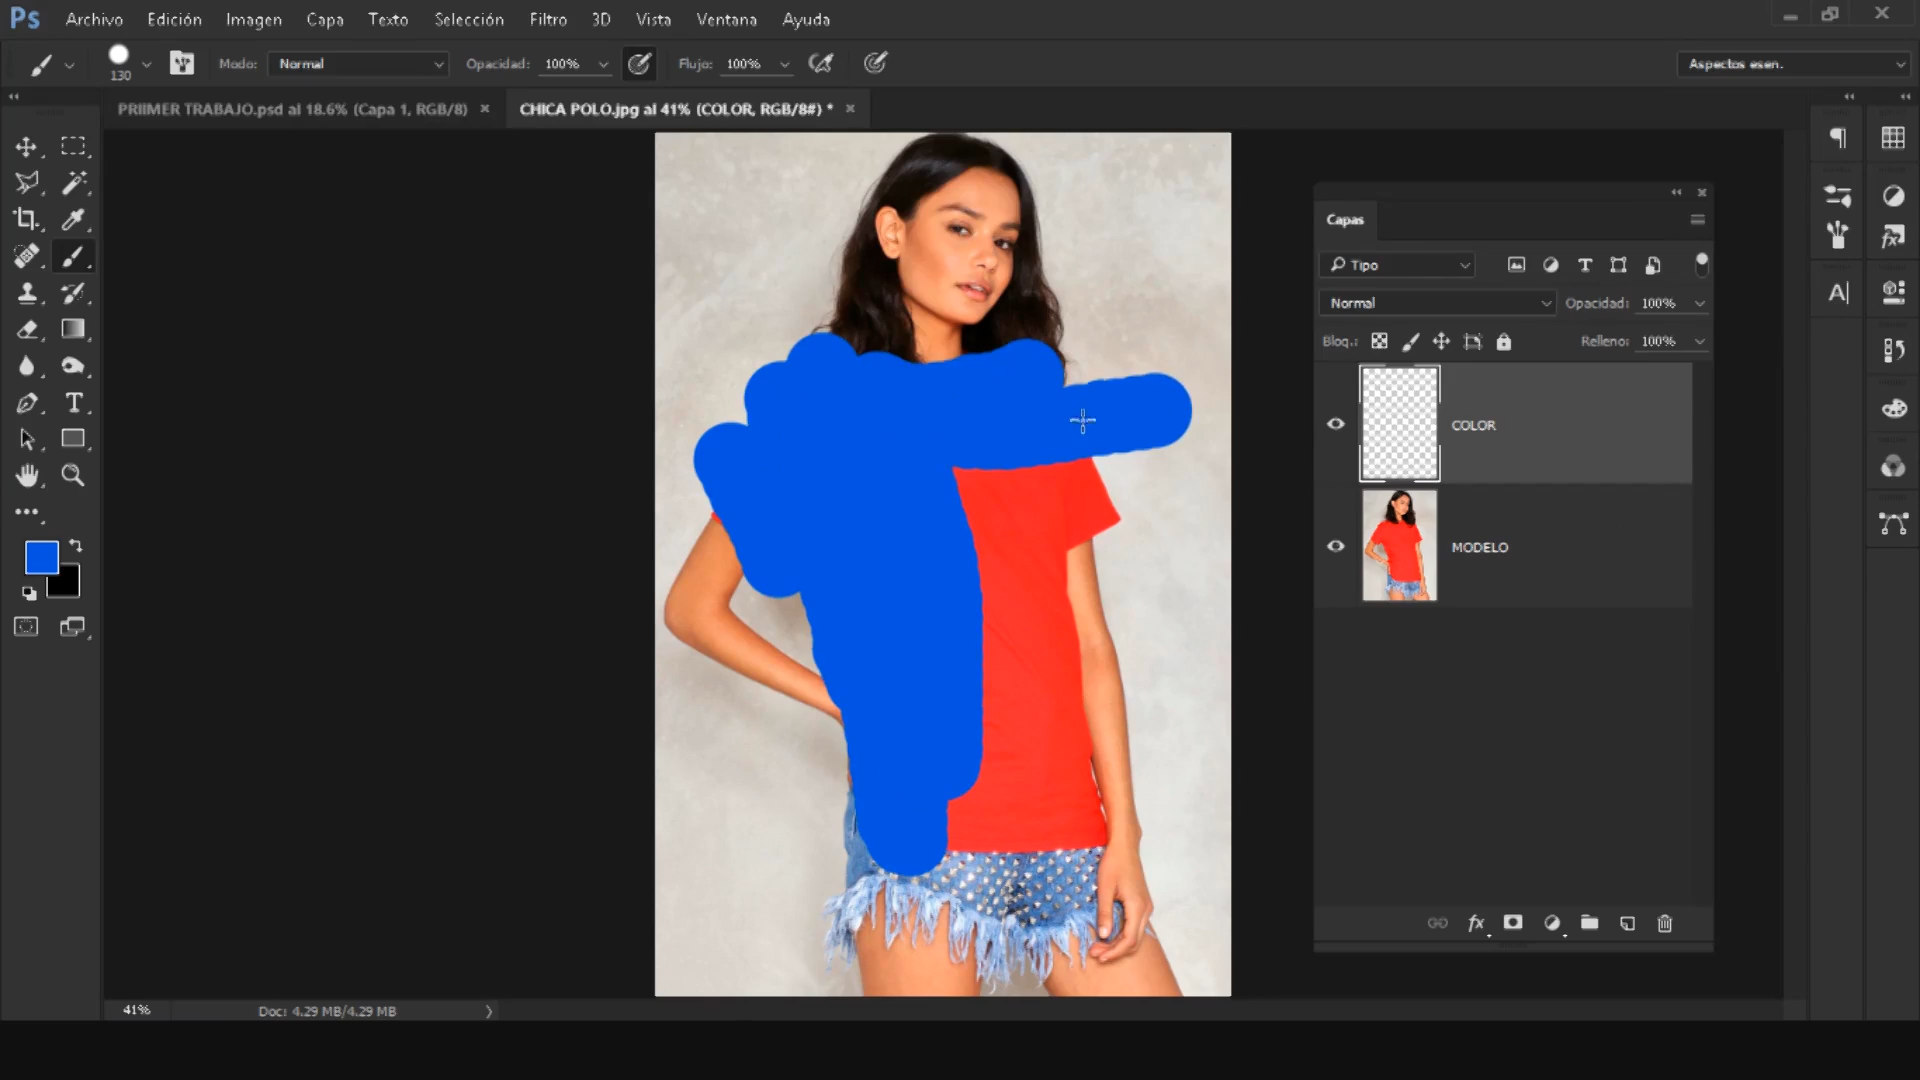 Ps Archivo Edición Imagen Capa Texto Selección Filtro 3D Vista Ventana Ayuda
130 Modo: Normal Opacidad: 100% Flujo: 100% Aspectos esen.
PRIIMER TRABAJO.psd al 18.6% (Capa 1, RGB/8) CHICA POLO.jpg al 41% (COLOR, RGB/8#) *
Capas
Tipo
Normal Opacidad: 100%
Bloq.: Relleno: 100%
COLOR
MODELO
fx
41% Doc: 4.29 MB/4.29 MB